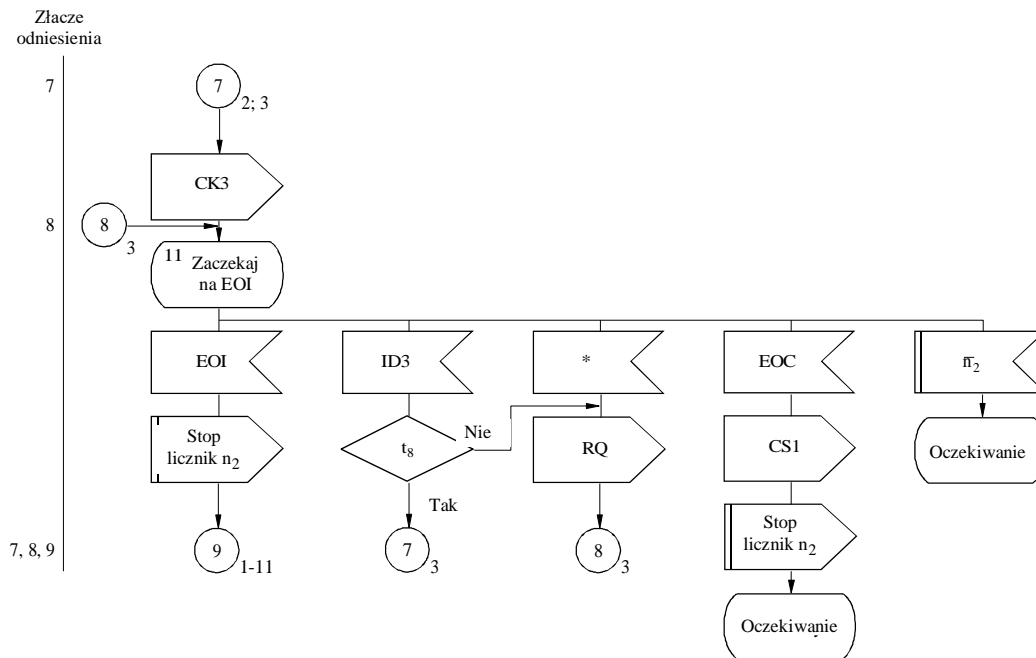 Złacze
odniesienia
7
7
2; 3
CK3
8
8
3
11
Zaczekaj
na EOI
EOI
ID3
*
EOC
n̅2
Stop
licznik n2
t8
Nie
RQ
CS1
Oczekiwanie
Tak
7, 8, 9
9
1-11
7
3
8
3
Stop
licznik n2
Oczekiwanie